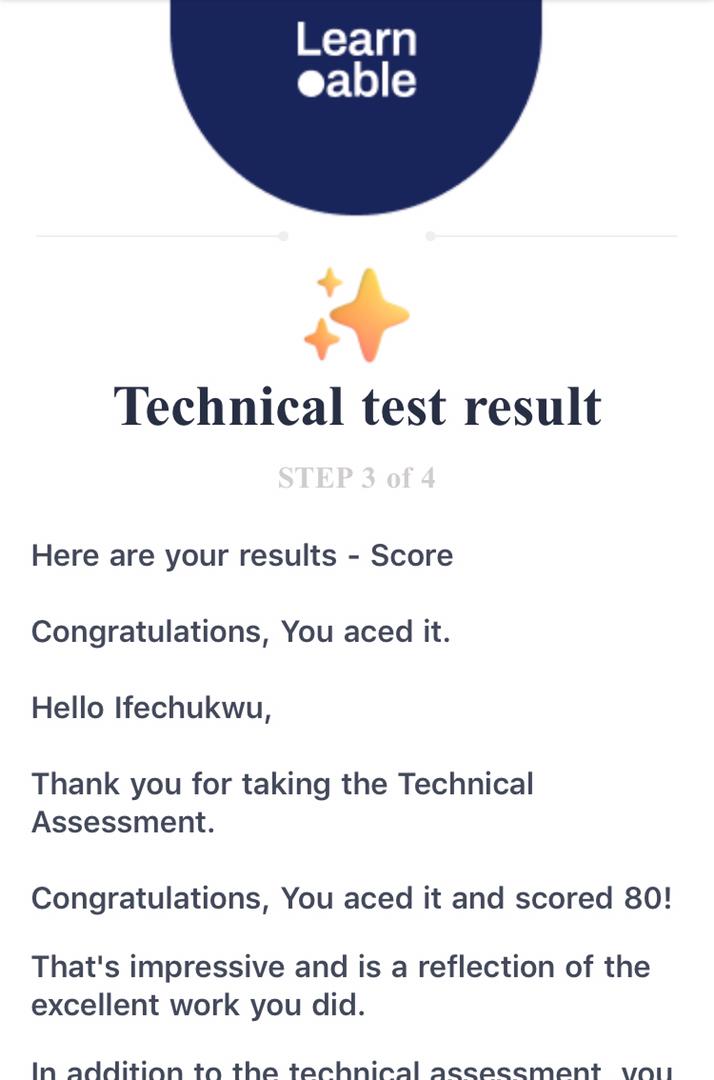 Learn
able
Technical test result
STEP 3 of 4
Here are your results - Score
Congratulations, You aced it.
Hello Ifechukwu,
Thank you for taking the Technical
Assessment.
Congratulations, You aced it and scored 80!
That's impressive and is a reflection of the
excellent work you did.
In addition to the technical assessment, you